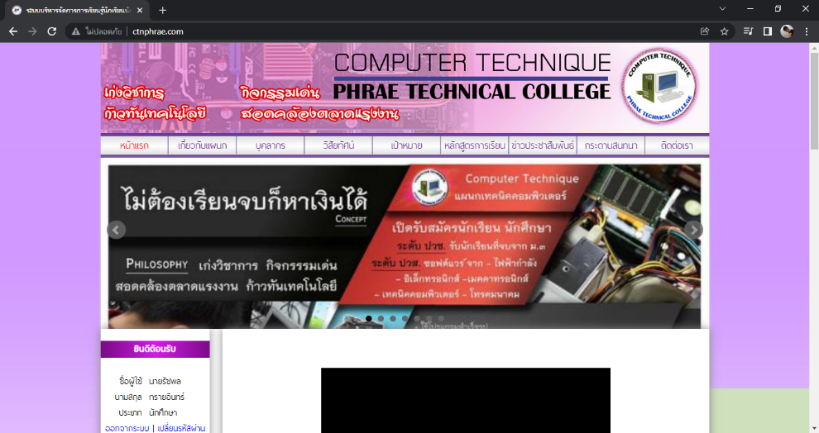 ระบบบริหารจัดการการเรียนรู้นักเรียนนั
ไม่ปลอดภัย | ctnphrae.com
COMPUTER TECHNIQUE
PHRAE TECHNICAL COLLEGE
เก่งวิชาการ กิจกรรมเด่น
ก้าวทันเทคโนโลยี สอดคล้องตลาดแรงงาน
COMPUTER TECHNIQUE
PHRAE TECHNICAL COLLEGE
หน้าแรก เกี่ยวกับแผนก บุคลากร วิสัยทัศน์ เป้าหมาย หลักสูตรการเรียน ข่าวประชาสัมพันธ์ กระดานสนทนา ติดต่อเรา
ไม่ต้องเรียนจบก็หาเงินได้
CONCEPT
PHILOSOPHY เก่งวิชาการ กิจกรรรมเด่น
สอดคล้องตลาดแรงงาน ก้าวทันเทคโนโลยี
Computer Technique
แผนกเทคนิคคอมพิวเตอร์
เปิดรับสมัครนักเรียน นักศึกษา
ระดับ ปวช. รับนักเรียนที่จบจาก ม.๓
ระดับ ปวส. ซอฟต์แวร์จาก - ไฟฟ้ากำลัง
- อิเล็กทรอนิกส์ -เมคคาทรอนิกส์
- เทคนิคคอมพิวเตอร์ - โทรคมนาคม
ยินดีต้อนรับ
ชื่อผู้ใช้ นายรัชพล
นามสกุล ทรายอินทร์
ประเภท นักศึกษา
ออกจากระบบ | เปลี่ยนรหัสผ่าน